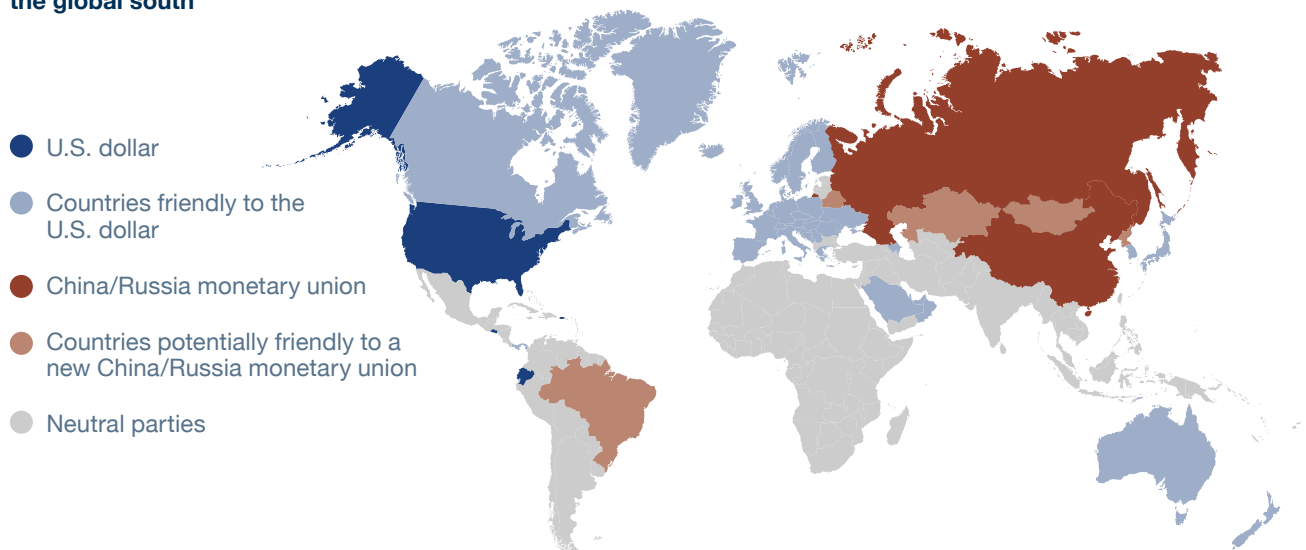 the global south
U.S. dollar
Countries friendly to the
U.S. dollar
China/Russia monetary union
Countries potentially friendly to a
new China/Russia monetary union
Neutral parties